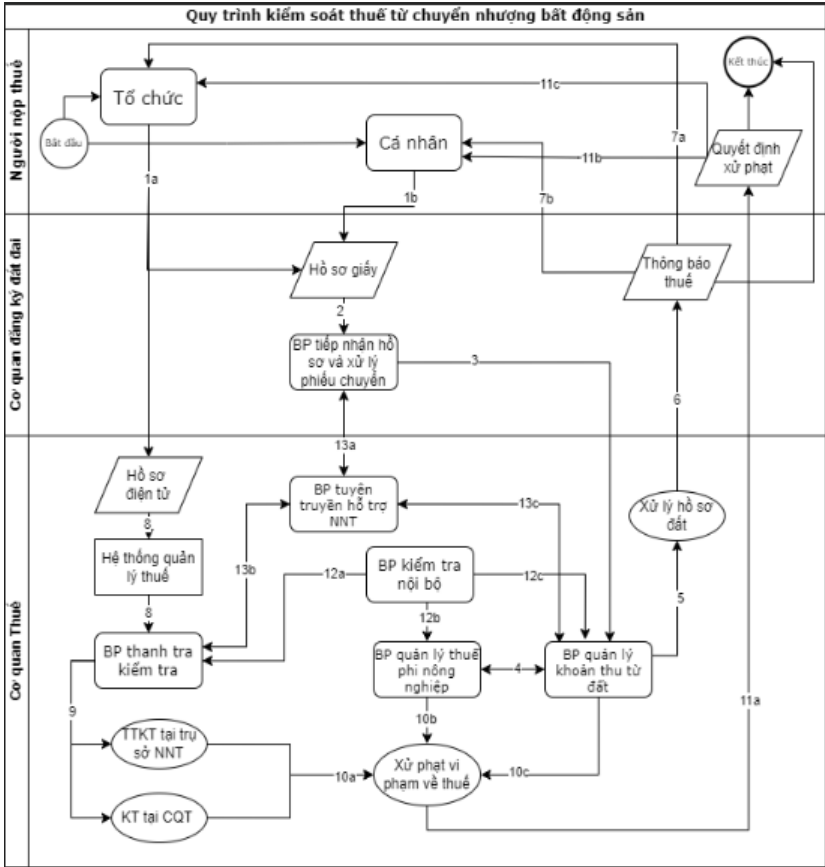 Quy trình kiểm soát thuế từ chuyển nhượng bất động sản
Người nộp thuế
Bắt đầu
Tổ chức
Cá nhân
Kết thúc
Quyết định
xử phạt
11c
11b
7a
7b
1a
1b
Cơ quan đăng ký đất đai
Hồ sơ giấy
Thông báo
thuế
2
BP tiếp nhận hồ
sơ và xử lý
phiếu chuyển
3
6
Cơ quan Thuế
13a
Hồ sơ
điện tử
BP tuyên
truyền hỗ trợ
NNT
13c
Xử lý hồ sơ
đất
8
Hệ thống quản
lý thuế
13b
12a
BP kiểm tra
nội bộ
12c
5
8
12b
BP thanh tra
kiểm tra
BP quản lý thuế
phi nông
nghiệp
4
BP quản lý
khoản thu từ
đất
11a
9
10b
TTKT tại trụ
sở NNT
10a
Xử phạt vi
phạm về thuế
10c
KT tại CQT